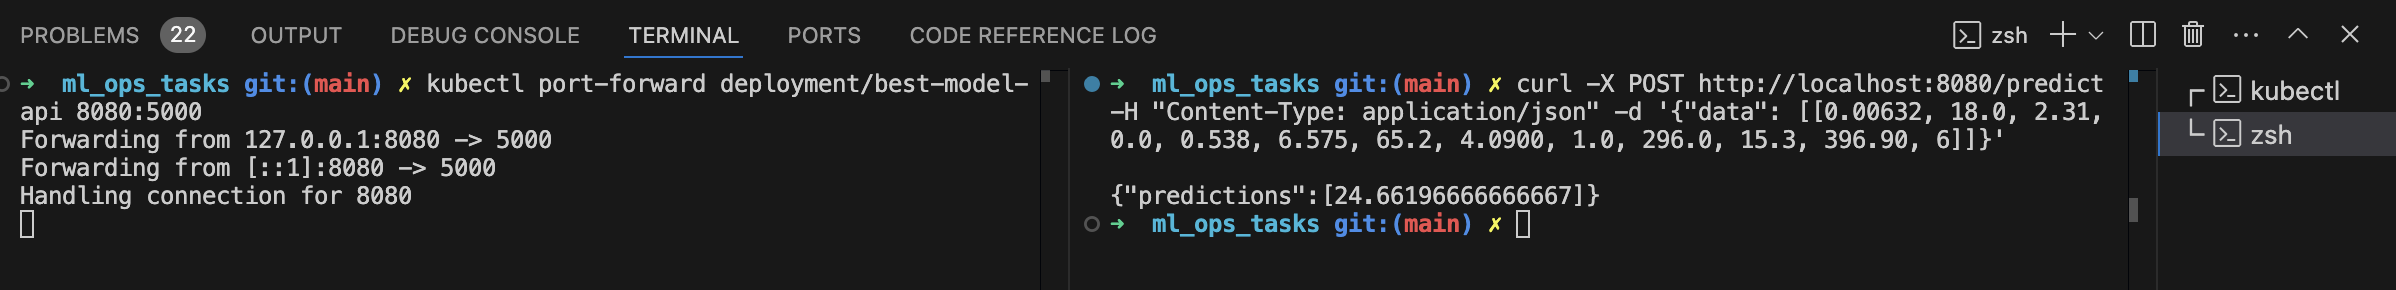 PROBLEMS 22 OUTPUT DEBUG CONSOLE TERMINAL PORTS CODE REFERENCE LOG zsh
➜ ml_ops_tasks git:(main) ✗ kubectl port-forward deployment/best-model-
api 8080:5000
Forwarding from 127.0.0.1:8080 -> 5000
Forwarding from [::1]:8080 -> 5000
Handling connection for 8080
➜ ml_ops_tasks git:(main) ✗ curl -X POST http://localhost:8080/predict
-H "Content-Type: application/json" -d '{"data": [[0.00632, 18.0, 2.31,
0.0, 0.538, 6.575, 65.2, 4.0900, 1.0, 296.0, 15.3, 396.90, 6]]}'
{"predictions":[24.66196666666667]}
➜ ml_ops_tasks git:(main) ✗
kubectl
zsh